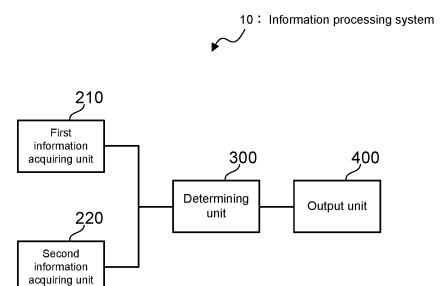 10 : Information processing system
210
First
information
acquiring unit
300
Determining
unit
400
Output unit
220
Second
information
acquiring unit